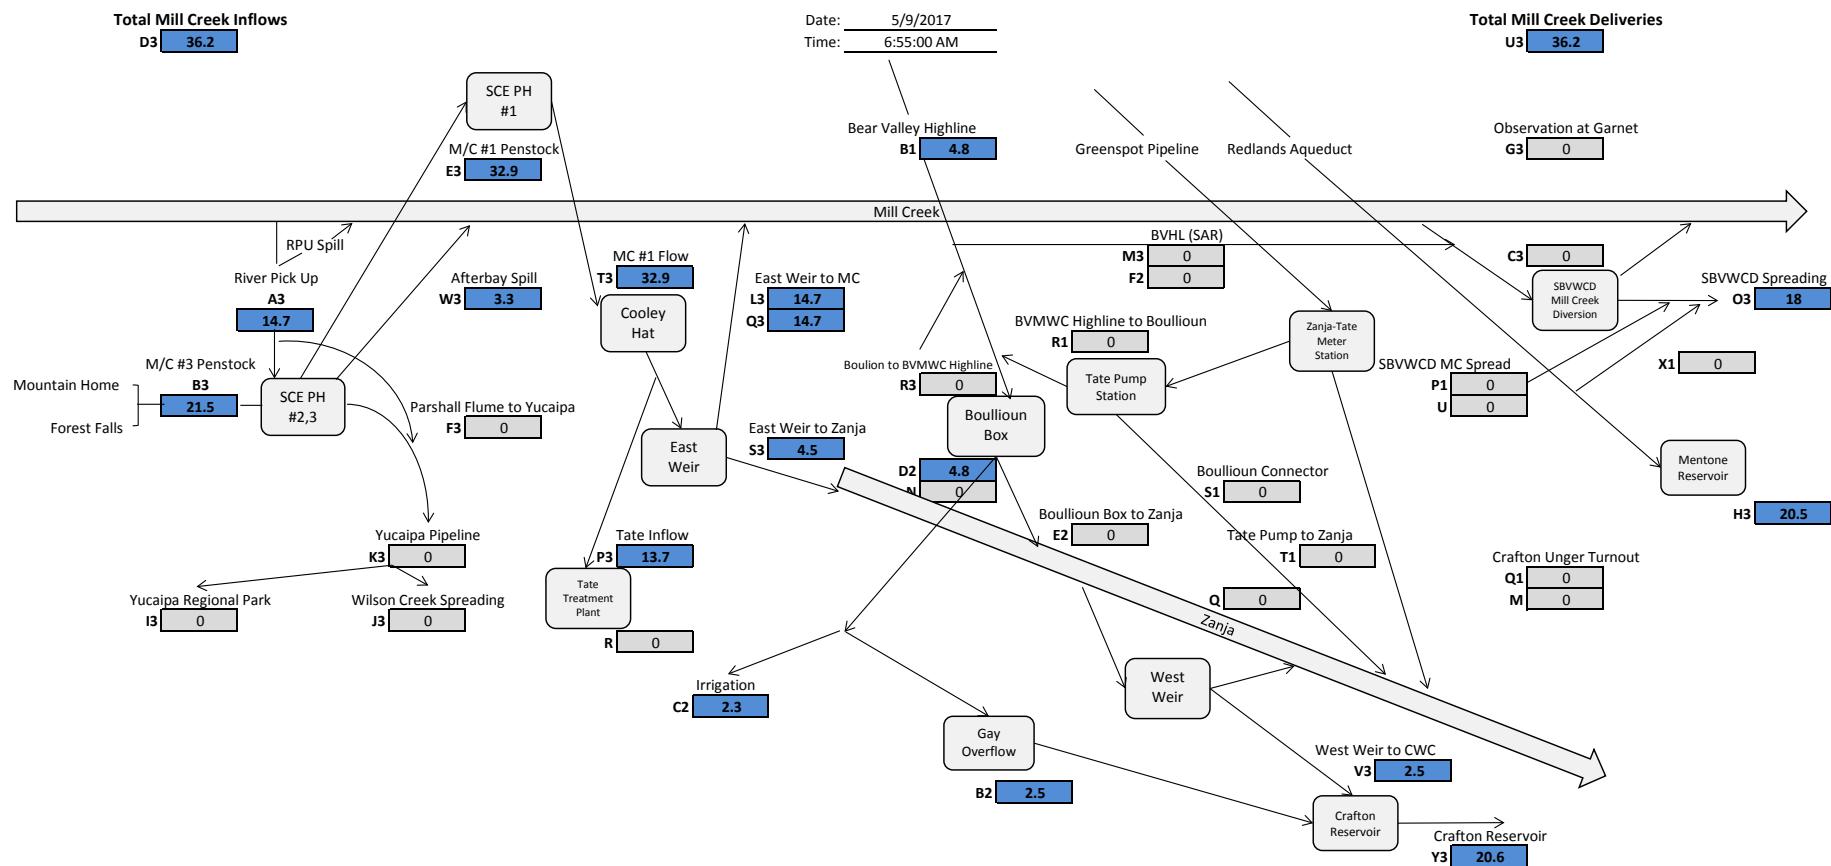 Total Mill Creek Inflows
D3 36.2
Date: 5/9/2017
Time: 6:55:00 AM
Total Mill Creek Deliveries
U3 36.2
SCE PH
#1
M/C #1 Penstock
E3 32.9
Bear Valley Highline
B1 4.8
Greenspot Pipeline
Redlands Aqueduct
Observation at Garnet
G3 0
Mill Creek
RPU Spill
River Pick Up
A3
14.7
Afterbay Spill
W3 3.3
MC #1 Flow
T3 32.9
Cooley
Hat
East Weir to MC
L3 14.7
Q3 14.7
BVHL (SAR)
M3 0
F2 0
C3 0
SBVWCD
Mill Creek
Diversion
SBVWCD Spreading
O3 18
M/C #3 Penstock
B3
21.5
Mountain Home
Forest Falls
SCE PH
#2,3
Parshall Flume to Yucaipa
F3 0
BVMWC Highline to Boullioun
R1 0
Boulion to BVMWC Highline
R3 0
Tate Pump
Station
Zanja-Tate
Meter
Station
SBVWCD MC Spread
P1 0
U 0
X1 0
East
Weir
East Weir to Zanja
S3 4.5
Boullioun
Box
D2 4.8
N 0
Boullioun Connector
S1 0
Mentone
Reservoir
H3 20.5
Boullioun Box to Zanja
E2 0
Tate Pump to Zanja
T1 0
Yucaipa Pipeline
K3 0
Tate Inflow
P3 13.7
Tate
Treatment
Plant
R 0
Crafton Unger Turnout
Q1 0
M 0
Yucaipa Regional Park
I3 0
Wilson Creek Spreading
J3 0
Q 0
Zanja
Irrigation
C2 2.3
West
Weir
Gay
Overflow
B2 2.5
West Weir to CWC
V3 2.5
Crafton
Reservoir
Crafton Reservoir
Y3 20.6